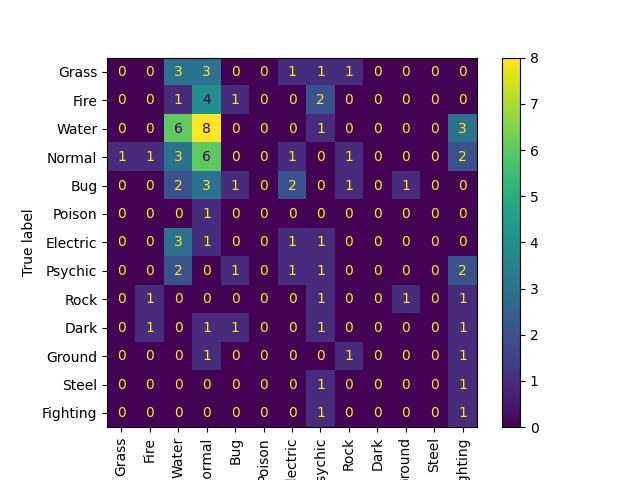 True label
Grass 0 0 3 3 0 0 1 1 1 0 0 0 0
Fire 0 0 1 4 1 0 0 2 0 0 0 0 0
Water 0 0 6 8 0 0 0 1 0 0 0 0 3
Normal 1 1 3 6 0 0 1 0 1 0 0 0 2
Bug 0 0 2 3 1 0 2 0 1 0 1 0 0
Poison 0 0 0 1 0 0 0 0 0 0 0 0 0
Electric 0 0 3 1 0 0 1 1 0 0 0 0 0
Psychic 0 0 2 0 1 0 1 1 0 0 0 0 2
Rock 0 1 0 0 0 0 0 1 0 0 1 0 1
Dark 0 1 0 1 1 0 0 1 0 0 0 0 1
Ground 0 0 0 1 0 0 0 0 1 0 0 0 1
Steel 0 0 0 0 0 0 0 1 0 0 0 0 1
Fighting 0 0 0 0 0 0 0 1 0 0 0 0 1
Grass
Fire
Water
ormal
Bug
Poison
lectric
sychic
Rock
Dark
round
Steel
ghting
8
7
6
5
4
3
2
1
0